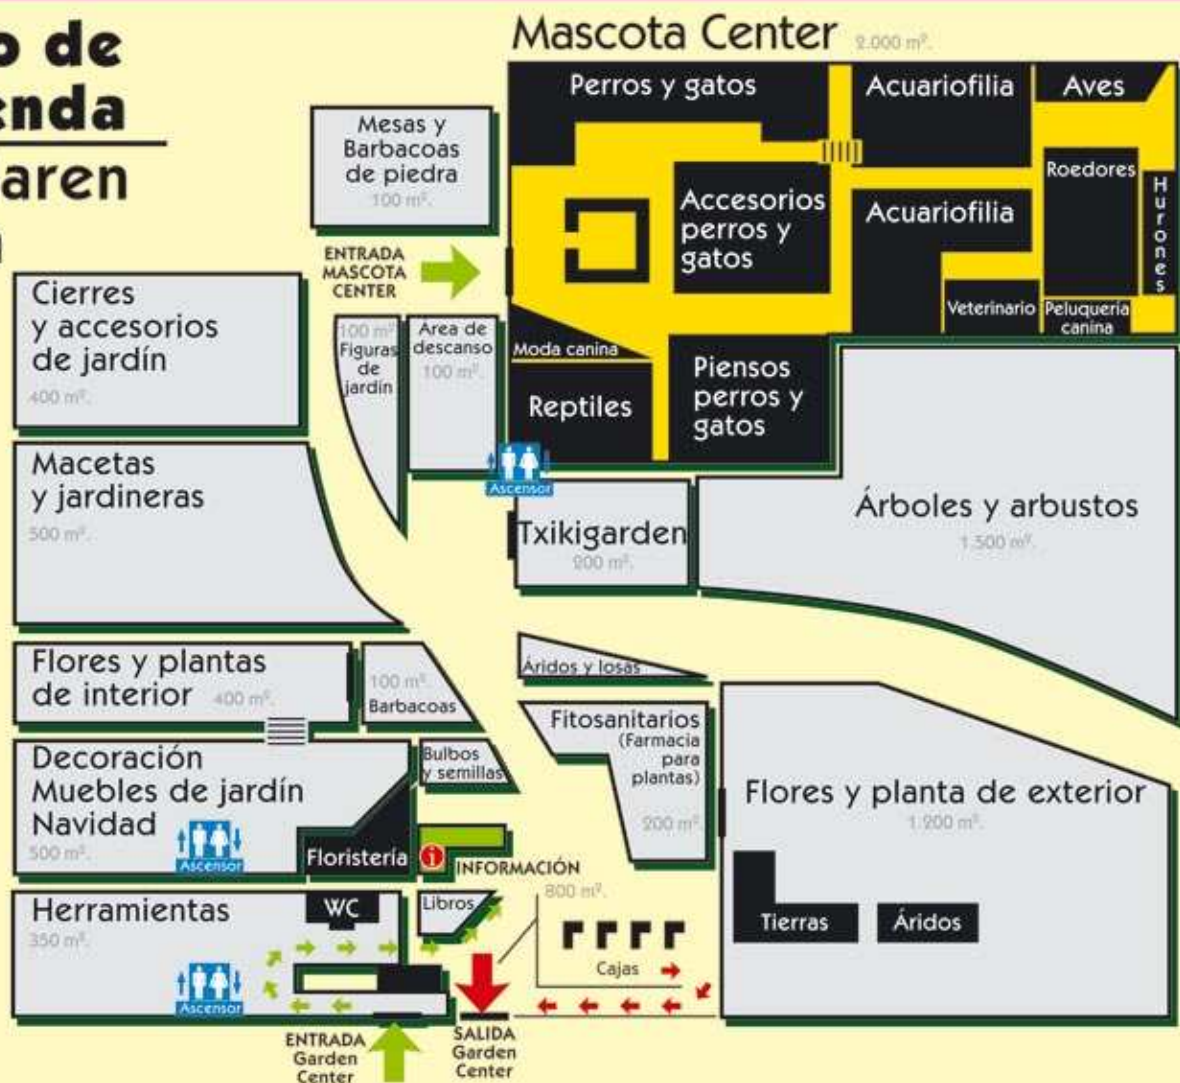 o de
enda
aren
Mascota Center 2.000 m².
Perros y gatos
Acuariofilia
Aves
Mesas y
Barbacoas
de piedra
100 m².
Accesorios
perros y
gatos
Acuariofilia
Roedores
Hurones
ENTRADA
MASCOTA
CENTER
Veterinario
Peluquería
canina
Cierres
y accesorios
de jardín
400 m².
100 m²
Figuras
de
jardín
Área de
descanso
100 m².
Moda canina
Reptiles
Piensos
perros y
gatos
Ascensor
Macetas
y jardineras
500 m².
Txikigarden
200 m².
Árboles y arbustos
1.500 m².
Flores y plantas
de interior 400 m².
100 m².
Barbacoas
Áridos y losas
Fitosanitarios
(Farmacia
para
plantas)
200 m².
Decoración
Muebles de jardín
Navidad
500 m².
Ascensor
Floristería
Bulbos
y semillas
i INFORMACIÓN
Flores y planta de exterior
1.200 m².
Tierras
Áridos
Herramientas
350 m².
WC
Libros
800 m².
Cajas
Ascensor
ENTRADA
Garden
Center
SALIDA
Garden
Center